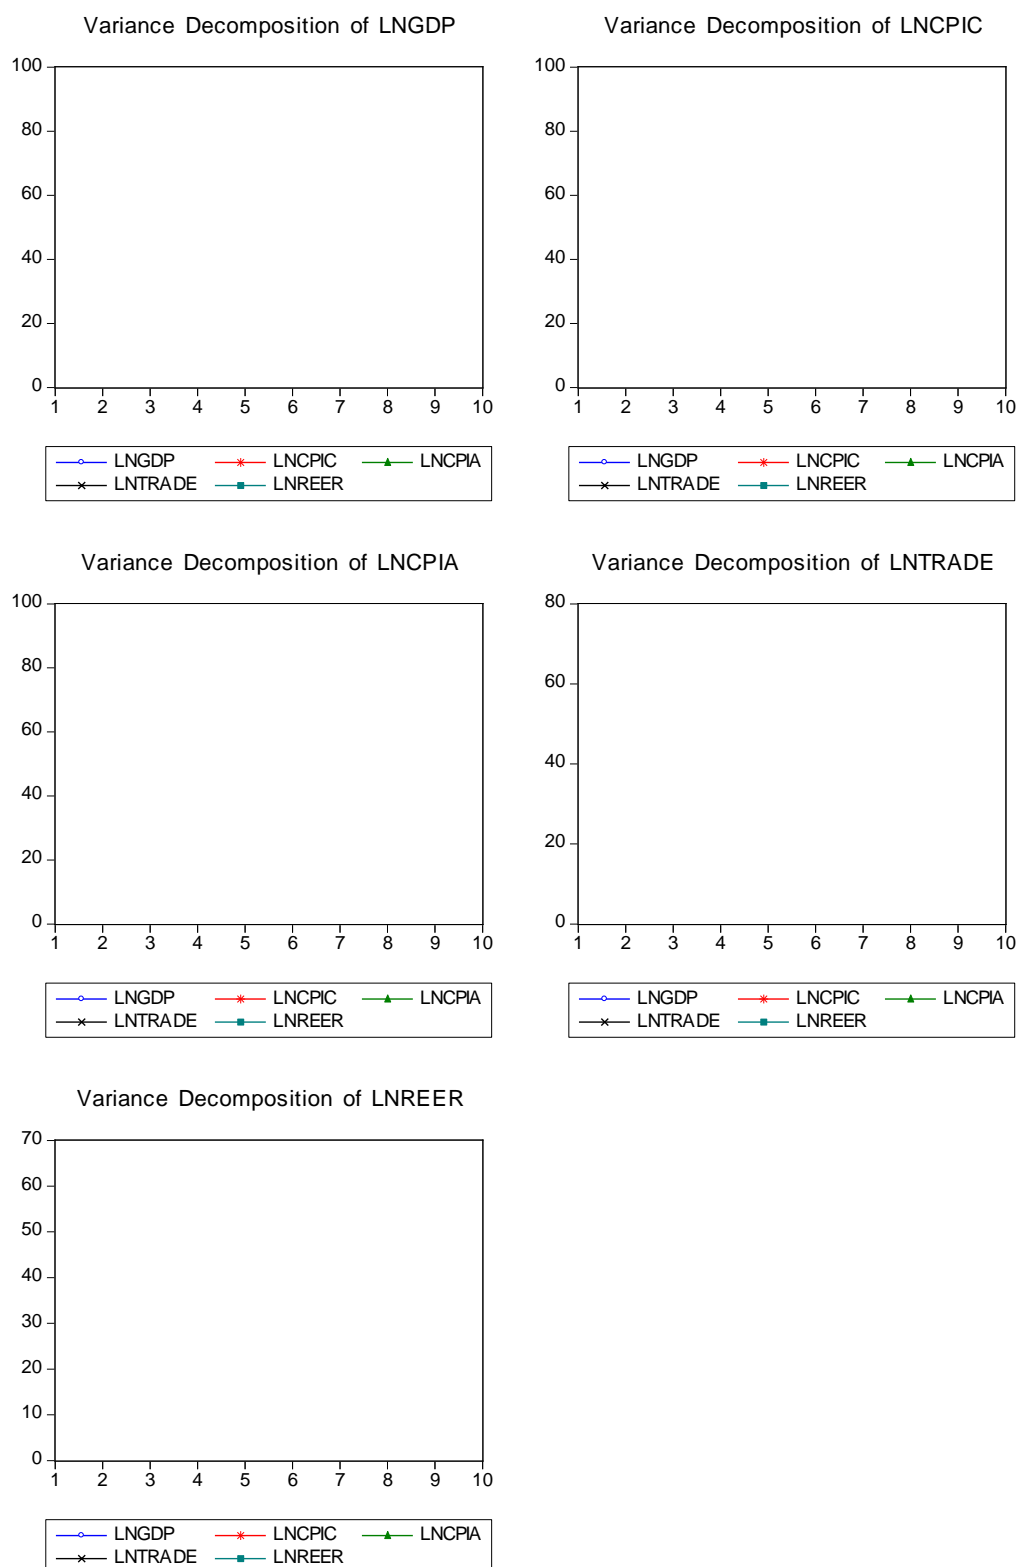 Variance Decomposition of LNGDP
100
80
60
40
20
0
1 2 3 4 5 6 7 8 9 10
LNGDP LNCPIC LNCPIA
LNTRADE LNREER
Variance Decomposition of LNCPIC
100
80
60
40
20
0
1 2 3 4 5 6 7 8 9 10
LNGDP LNCPIC LNCPIA
LNTRADE LNREER
Variance Decomposition of LNCPIA
100
80
60
40
20
0
1 2 3 4 5 6 7 8 9 10
LNGDP LNCPIC LNCPIA
LNTRADE LNREER
Variance Decomposition of LNTRADE
80
60
40
20
0
1 2 3 4 5 6 7 8 9 10
LNGDP LNCPIC LNCPIA
LNTRADE LNREER
Variance Decomposition of LNREER
70
60
50
40
30
20
10
0
1 2 3 4 5 6 7 8 9 10
LNGDP LNCPIC LNCPIA
LNTRADE LNREER